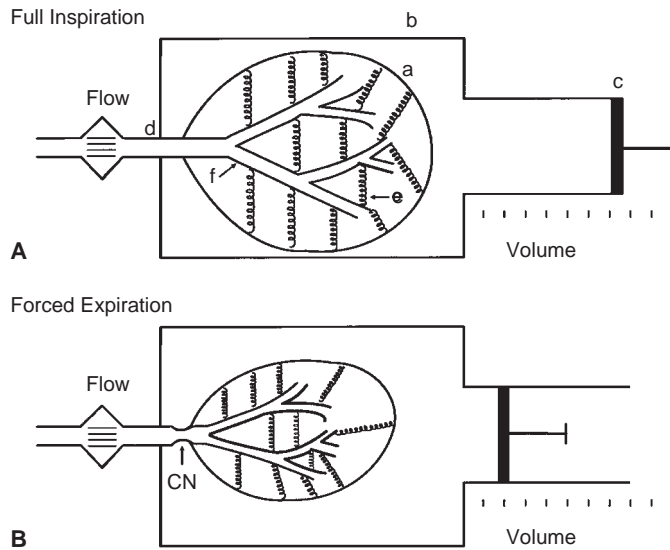 Full Inspiration
b
a
c
Flow
d
f
e
A
Volume
Forced Expiration
Flow
CN
B
Volume